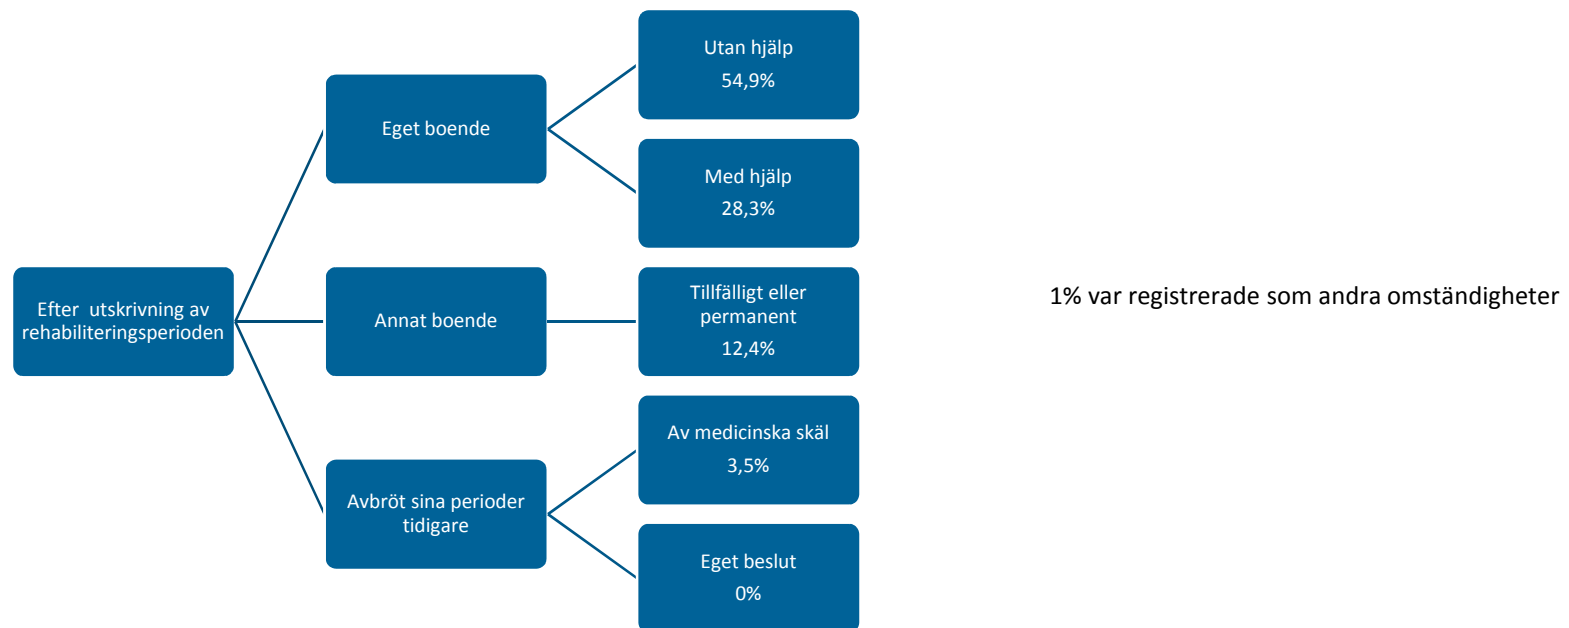 Efter utskrivning av
rehabiliteringsperioden
Eget boende
Utan hjälp
54,9%
Med hjälp
28,3%
Annat boende
Tillfälligt eller
permanent
12,4%
Avbröt sina perioder
tidigare
Av medicinska skäl
3,5%
Eget beslut
0%
1% var registrerade som andra omständigheter